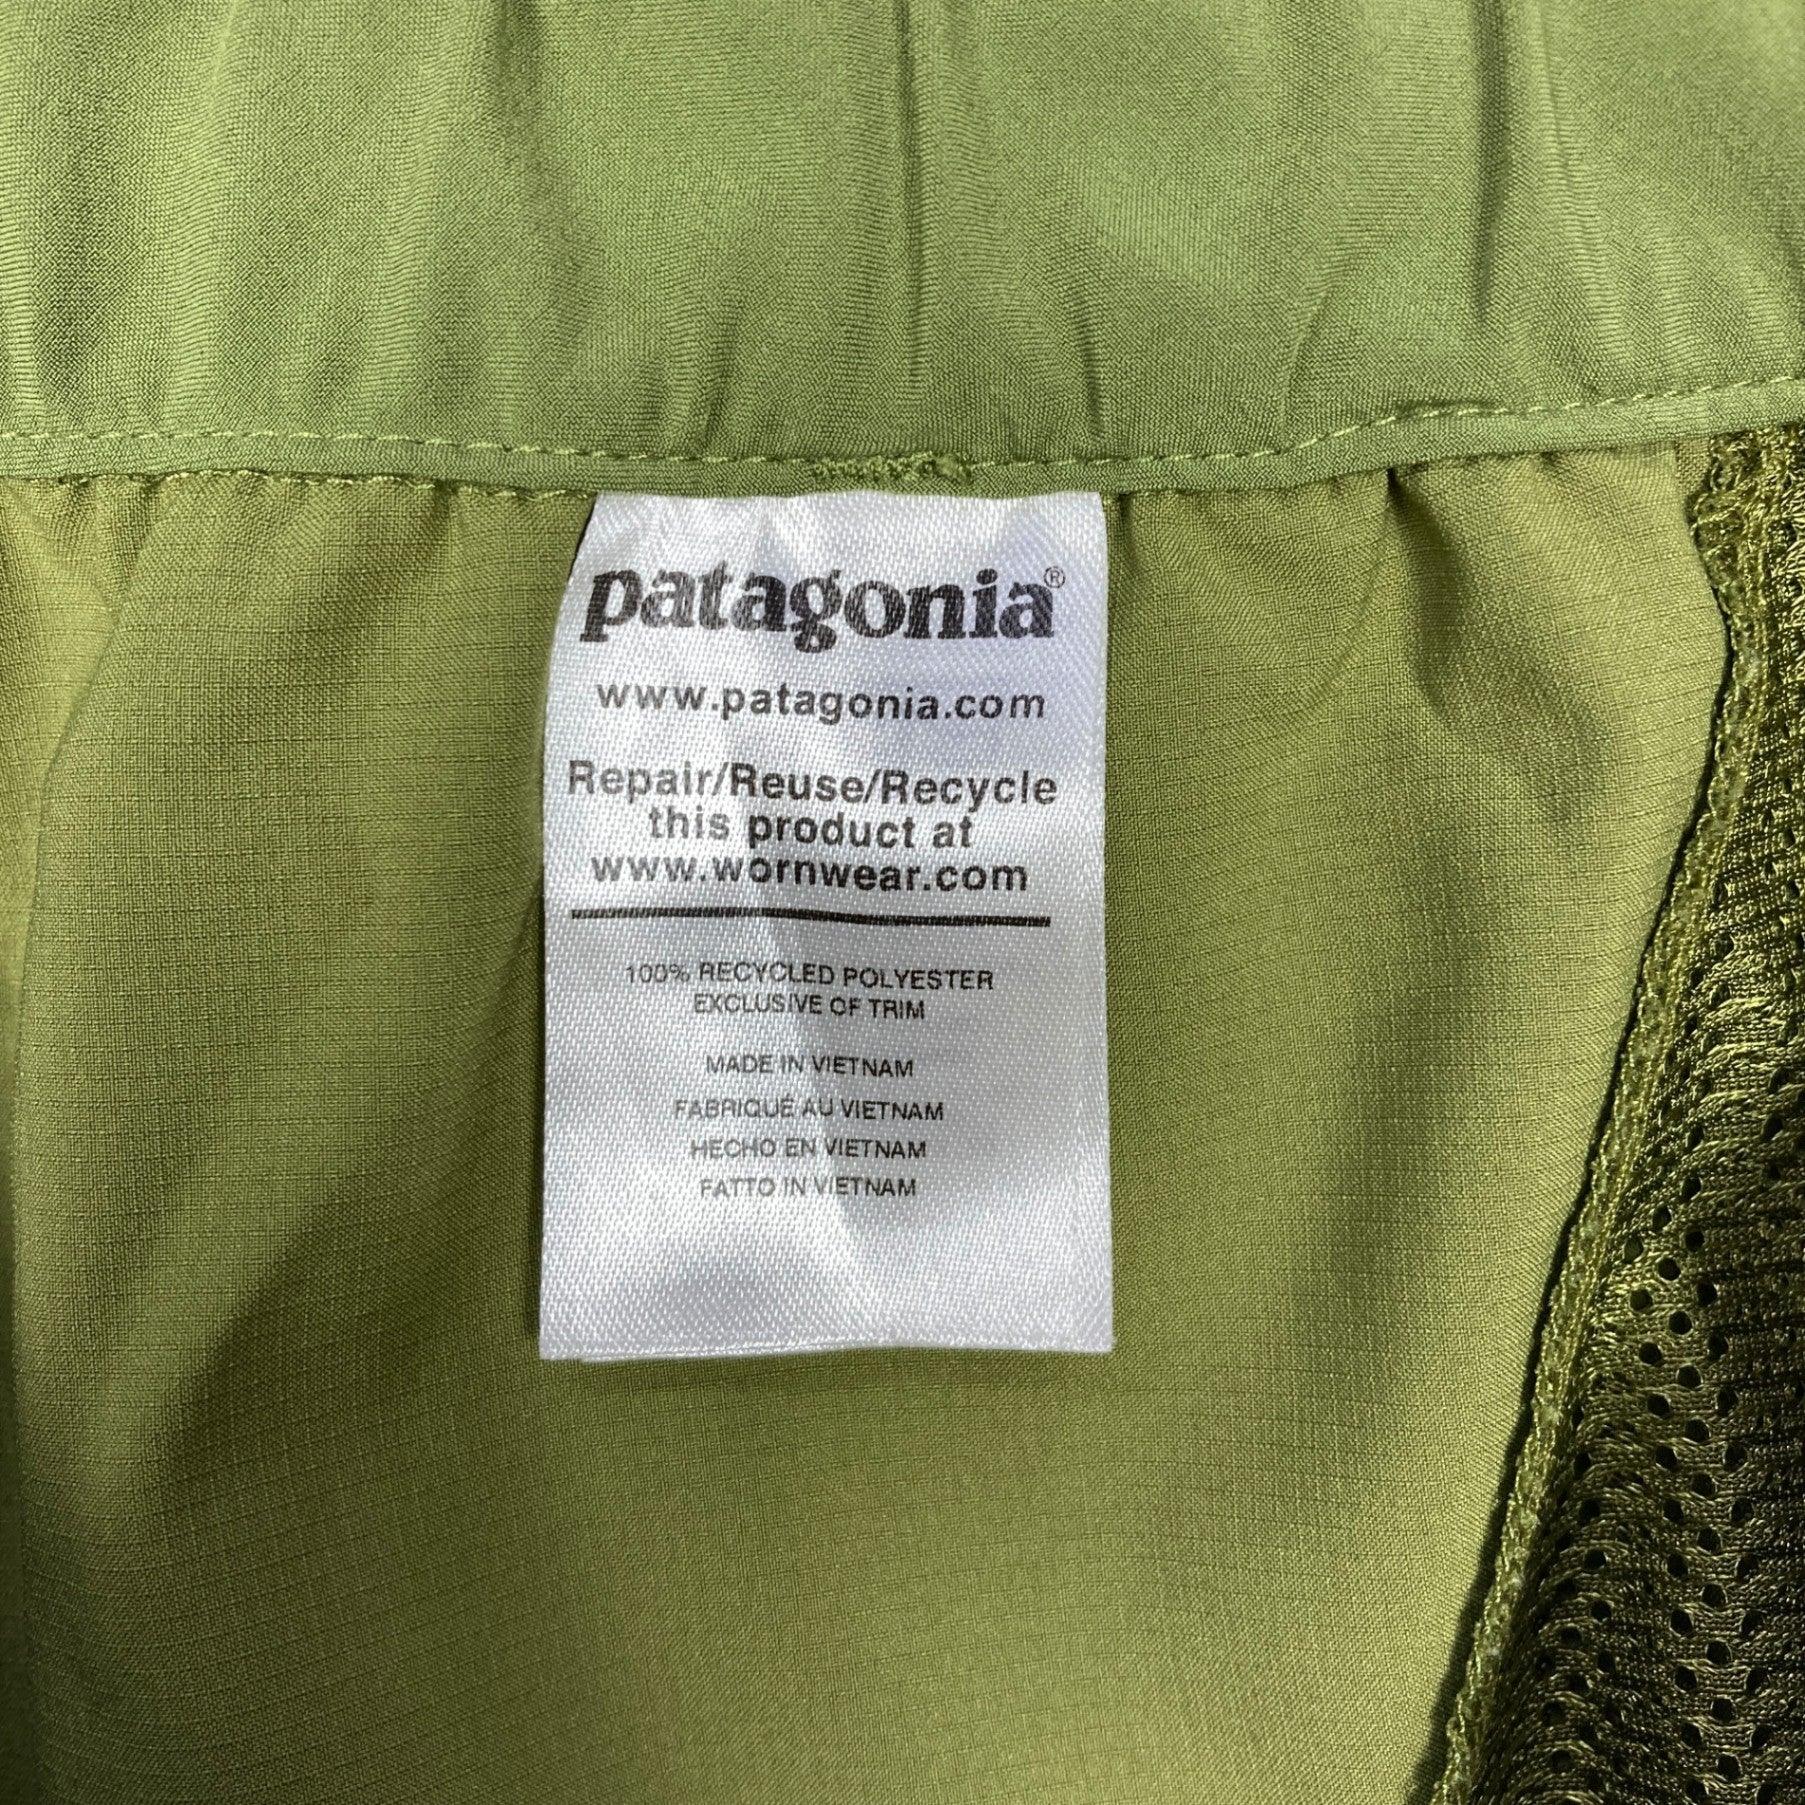 patagonia®
www.patagonia.com
Repair/Reuse/Recycle
this product at
www.wornwear.com
100% RECYCLED POLYESTER
EXCLUSIVE OF TRIM
MADE IN VIETNAM
FABRIQUÉ AU VIETNAM
HECHO EN VIETNAM
FATTO IN VIETNAM